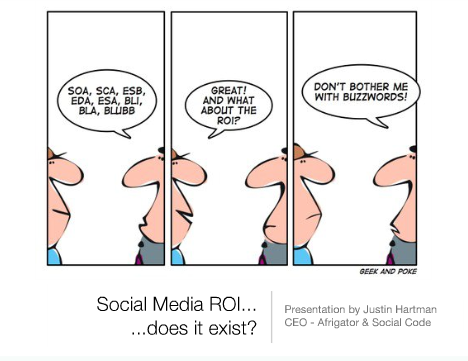 SOA, SCA, ESB,
EDA, ESA, BLI,
BLA, BLUBB
GREAT!
AND WHAT
ABOUT THE
ROI?
DON'T BOTHER ME
WITH BUZZWORDS!
GEEK AND POKE
Social Media ROI...
...does it exist?
Presentation by Justin Hartman
CEO - Afrigator & Social Code